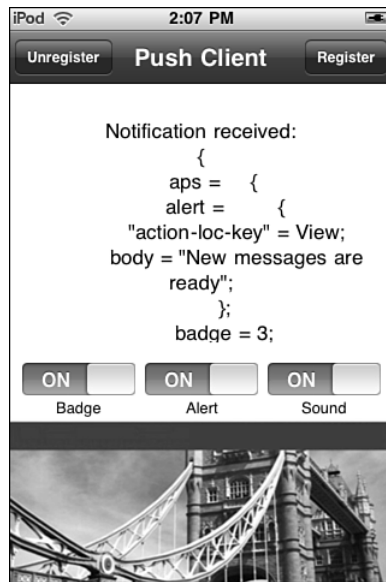 iPod 2:07 PM
Unregister Push Client Register
Notification received:
{
aps = {
alert = {
"action-loc-key" = View;
body = "New messages are
ready";
};
badge = 3;
ON ON ON
Badge Alert Sound